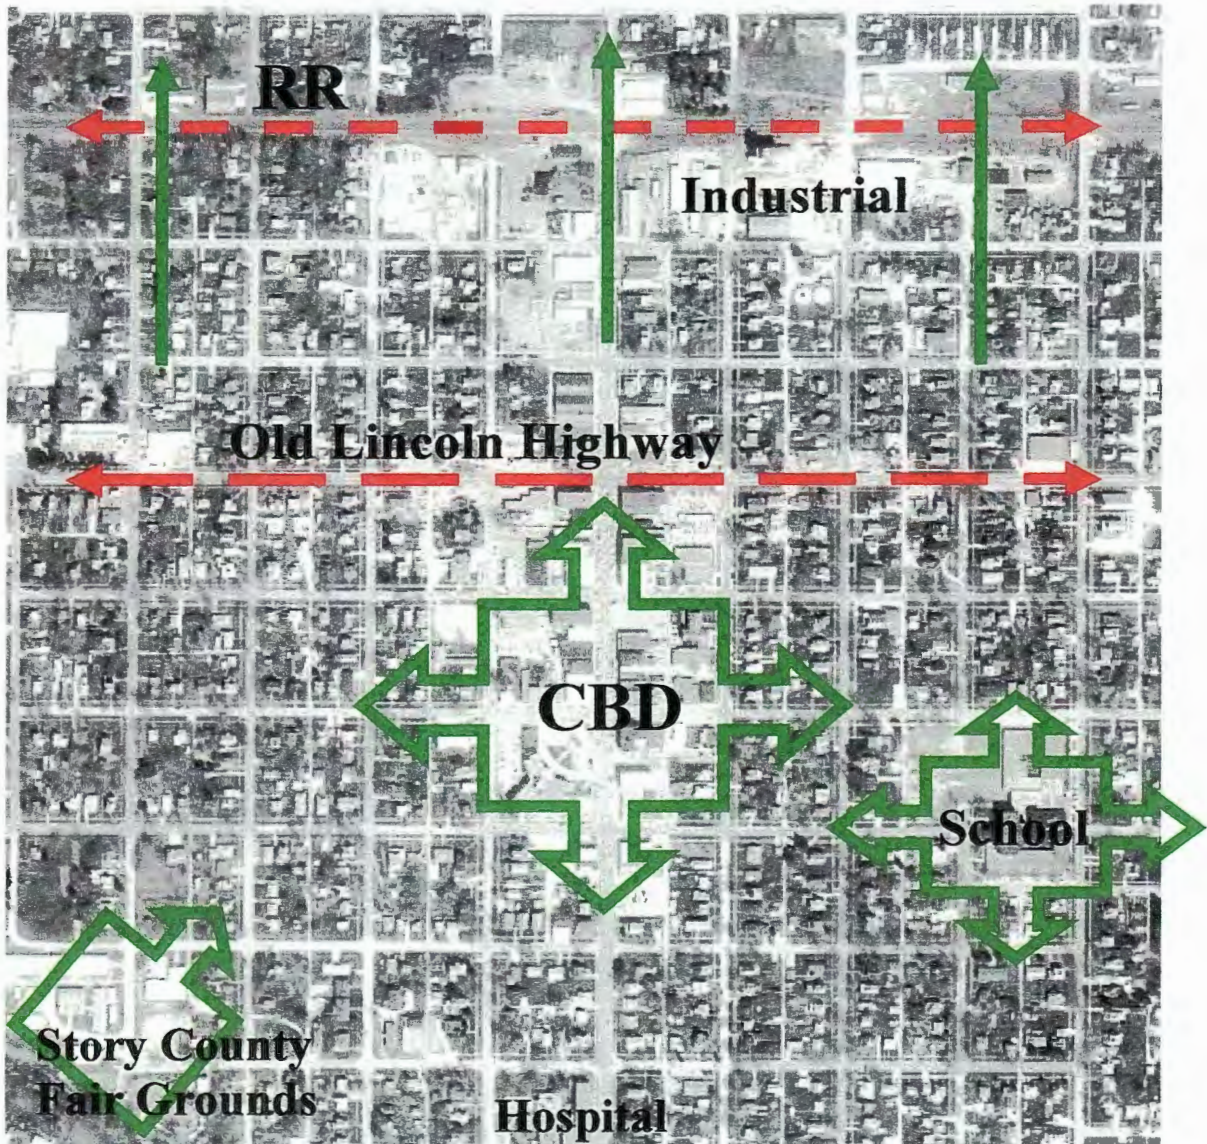 RR
Industrial
Old Lincoln Highway
CBD
School
Story County
Fair Grounds
Hospital